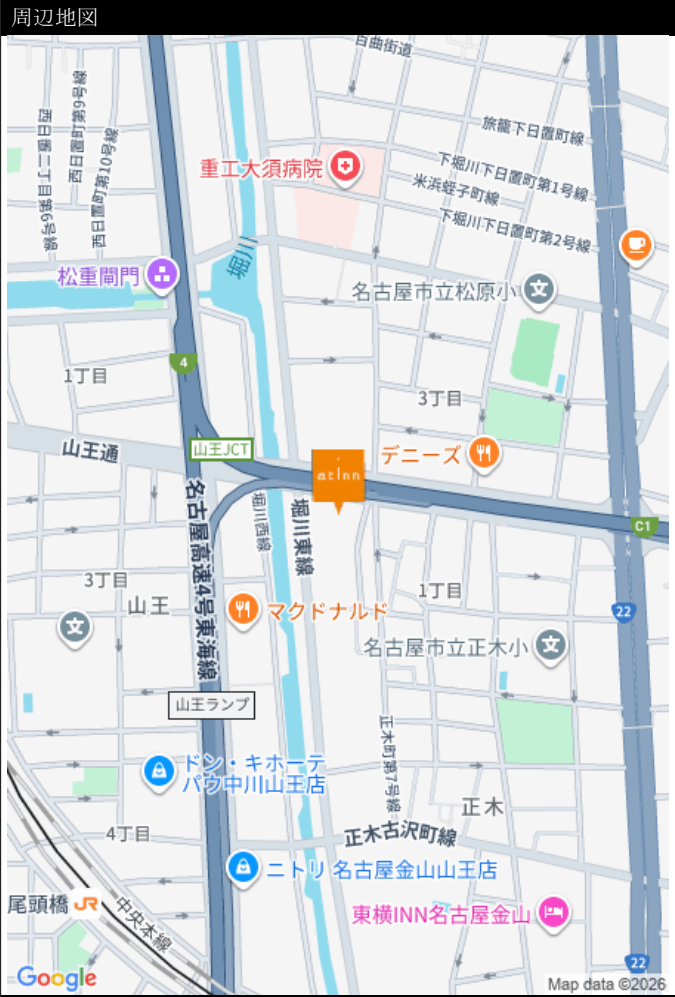 周辺地図
白曲街道
旅籠下日置町線
西日置町第9号線
西日置二丁目第6号線
西日置町第10号線
下堀川下日置町第1号線
重工大須病院
米浜蛭子町線
下堀川下日置町第2号線
堀川
松重閘門
名古屋市立松原小
4
1丁目
3丁目
山王通
山王JCT
デニーズ
at inn
名古屋高速4号東海線
堀川西線
堀川東線
C1
3丁目
山王
1丁目
22
マクドナルド
名古屋市立正木小
山王ランプ
正木町第7号線
ドン・キホーテ
パウ中川山王店
正木
4丁目
正木古沢町線
ニトリ 名古屋金山山王店
尾頭橋 JR
中央本線
東横INN名古屋金山
22
Google
Map data ©2026